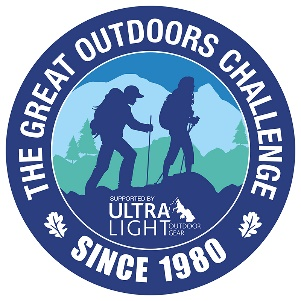 THE GREAT OUTDOORS CHALLENGE
SUPPORTED BY
ULTRA
LIGHT OUTDOOR
GEAR
SINCE 1980